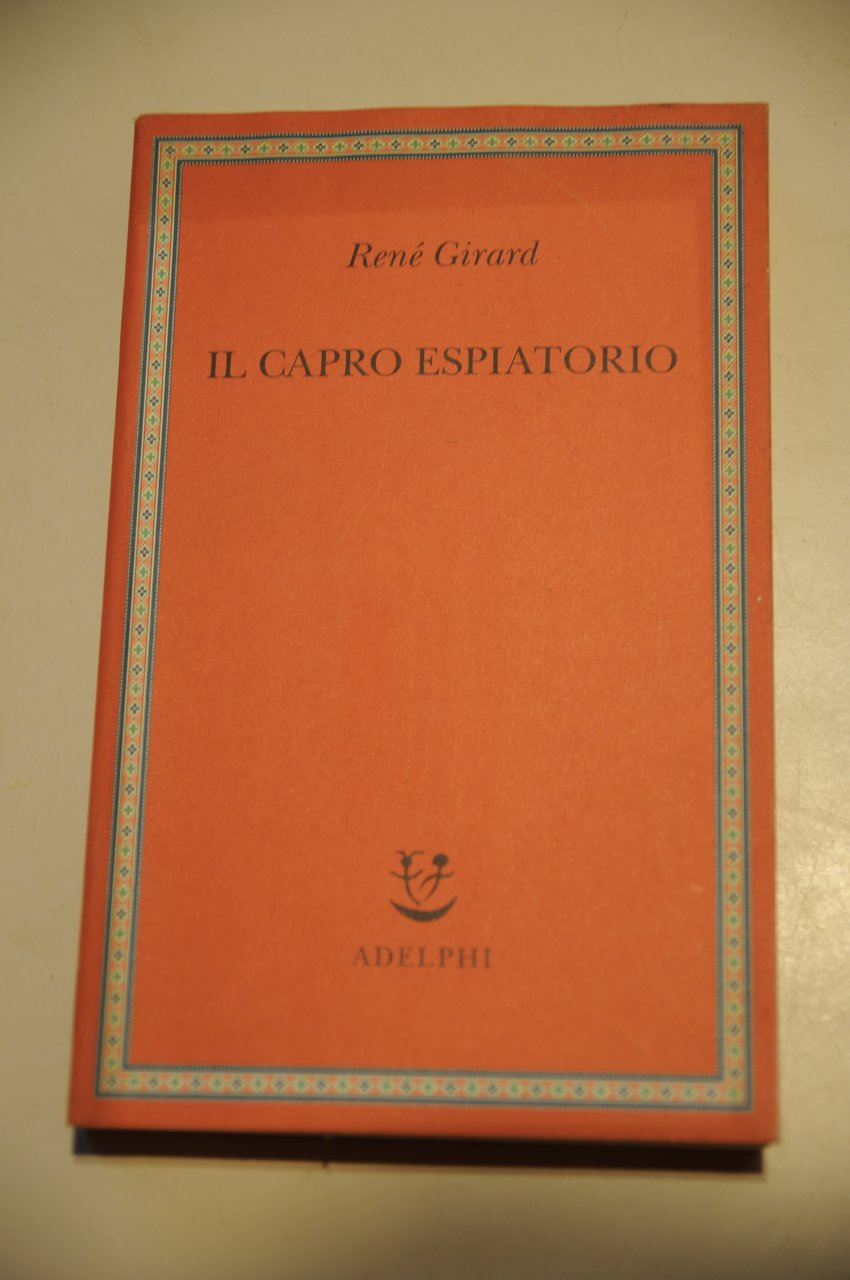 René Girard
IL CAPRO ESPIATORIO
ADELPHI